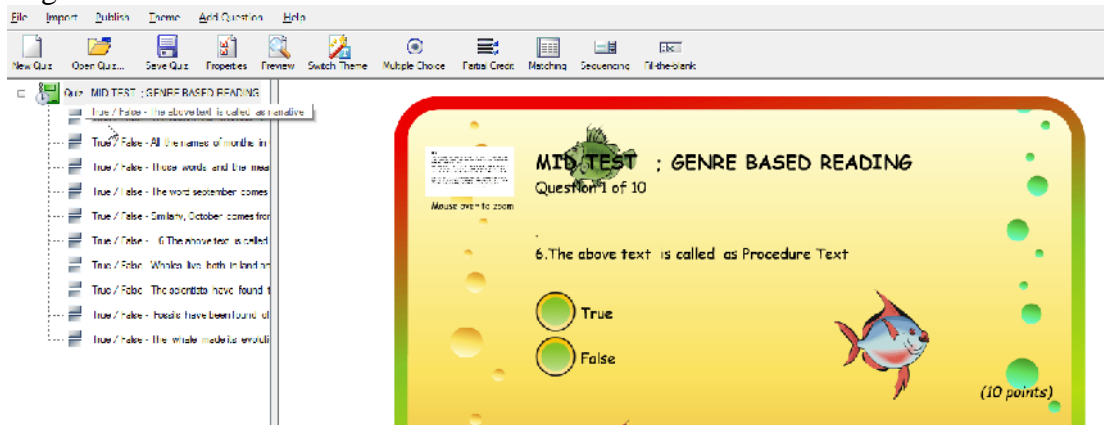 File Import Publish Theme Add Question Help
New Quiz Open Quiz... Save Quiz Properties Preview Switch Theme Multiple Choice Partial Credit Matching Sequencing Fill-the-blank
Quiz MID TEST ; GENRE BASED READING
True / False - The above text is called as narrative
True / False - All the names of months in
True / False - Those words and the mea
True / False - The word september comes
True / False - Similarly, October comes fror
True / False - 6 The above text is called
True / False - Whales live both in land an
True / False - The scientists have found t
True / False - Fossils have been found of
True / False - The whale made its evoluti
MID TEST ; GENRE BASED READING
Question 1 of 10
Mouse over to zoom
.
6.The above text is called as Procedure Text
True
False
(10 points)